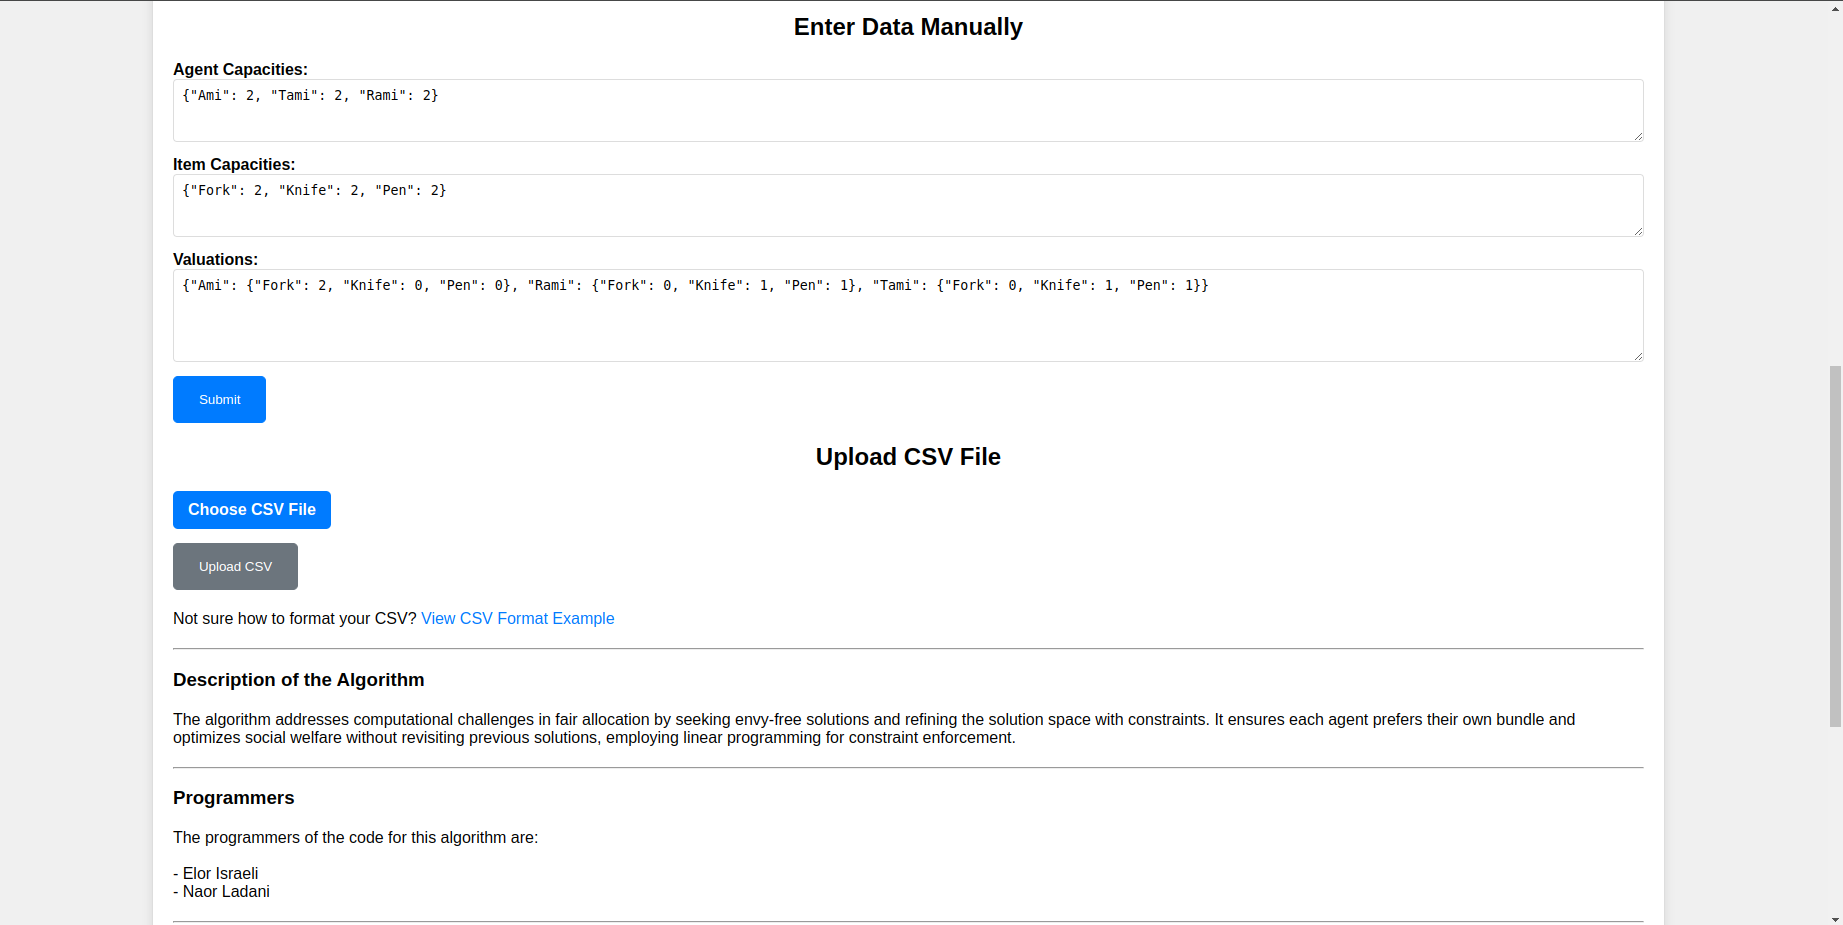 Enter Data Manually
Agent Capacities:
{"Ami": 2, "Tami": 2, "Rami": 2}
Item Capacities:
{"Fork": 2, "Knife": 2, "Pen": 2}
Valuations:
{"Ami": {"Fork": 2, "Knife": 0, "Pen": 0}, "Rami": {"Fork": 0, "Knife": 1, "Pen": 1}, "Tami": {"Fork": 0, "Knife": 1, "Pen": 1}}
Submit
Upload CSV File
Choose CSV File
Upload CSV
Not sure how to format your CSV? View CSV Format Example
Description of the Algorithm
The algorithm addresses computational challenges in fair allocation by seeking envy-free solutions and refining the solution space with constraints. It ensures each agent prefers their own bundle and
optimizes social welfare without revisiting previous solutions, employing linear programming for constraint enforcement.
Programmers
The programmers of the code for this algorithm are:
- Elor Israeli
- Naor Ladani